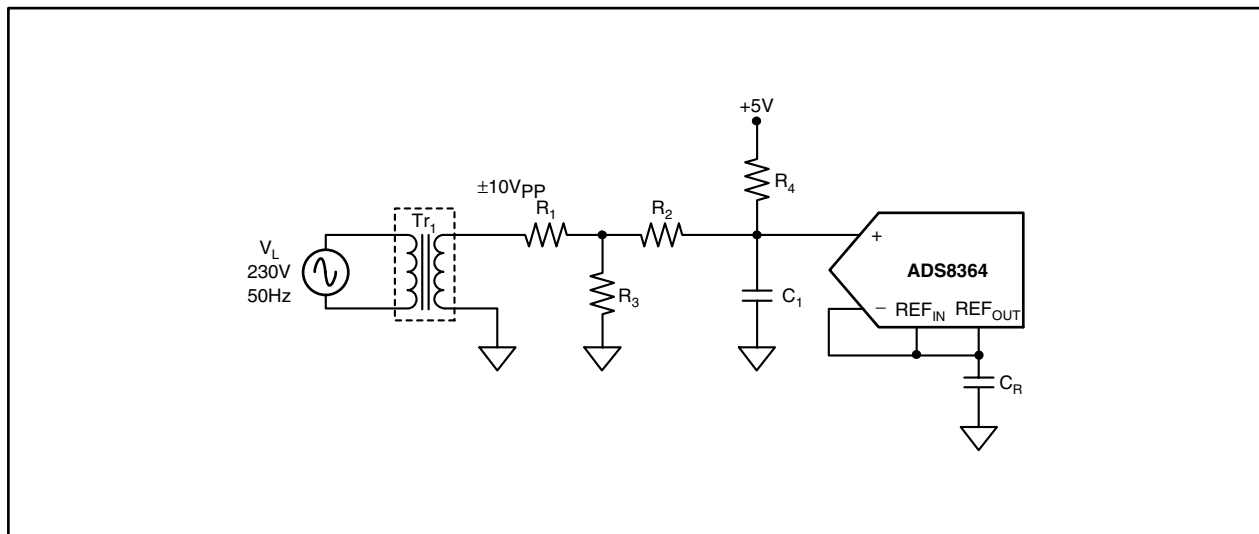 +5V
R4
±10VPP
R1
R2
Tr1
VL
230V
50Hz
R3
C1
+
ADS8364
–
REFIN
REFOUT
CR